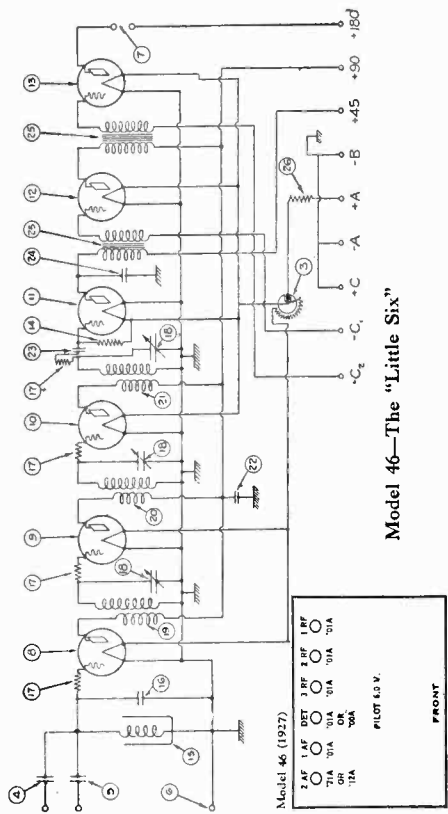 17
8
17
9
17
10
17
23
14
11
24
25
12
25
13
7
4
5
6
15
16
19
18
20
18
21
18
22
3
26
+180
+90
+45
-B
+A
-A
+C
-C₁
-C₂
Model 46—The "Little Six"
Model 46 (1927)
2 AF 1 AF DET 3 RF 2 RF 1 RF
'71A '01A '01A '01A '01A '01A
OR OR
'12A '00A
PILOT 6.0 V.
FRONT